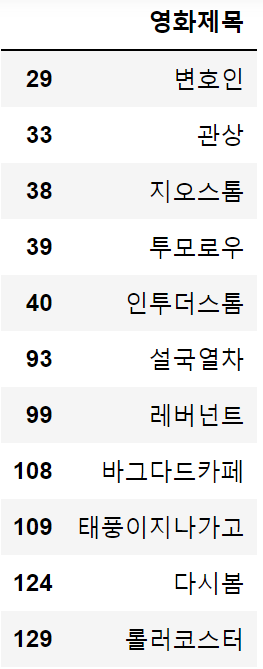 영화제목
29 변호인
33 관상
38 지오스톰
39 투모로우
40 인투더스톰
93 설국열차
99 레버넌트
108 바그다드카페
109 태풍이지나가고
124 다시봄
129 롤러코스터